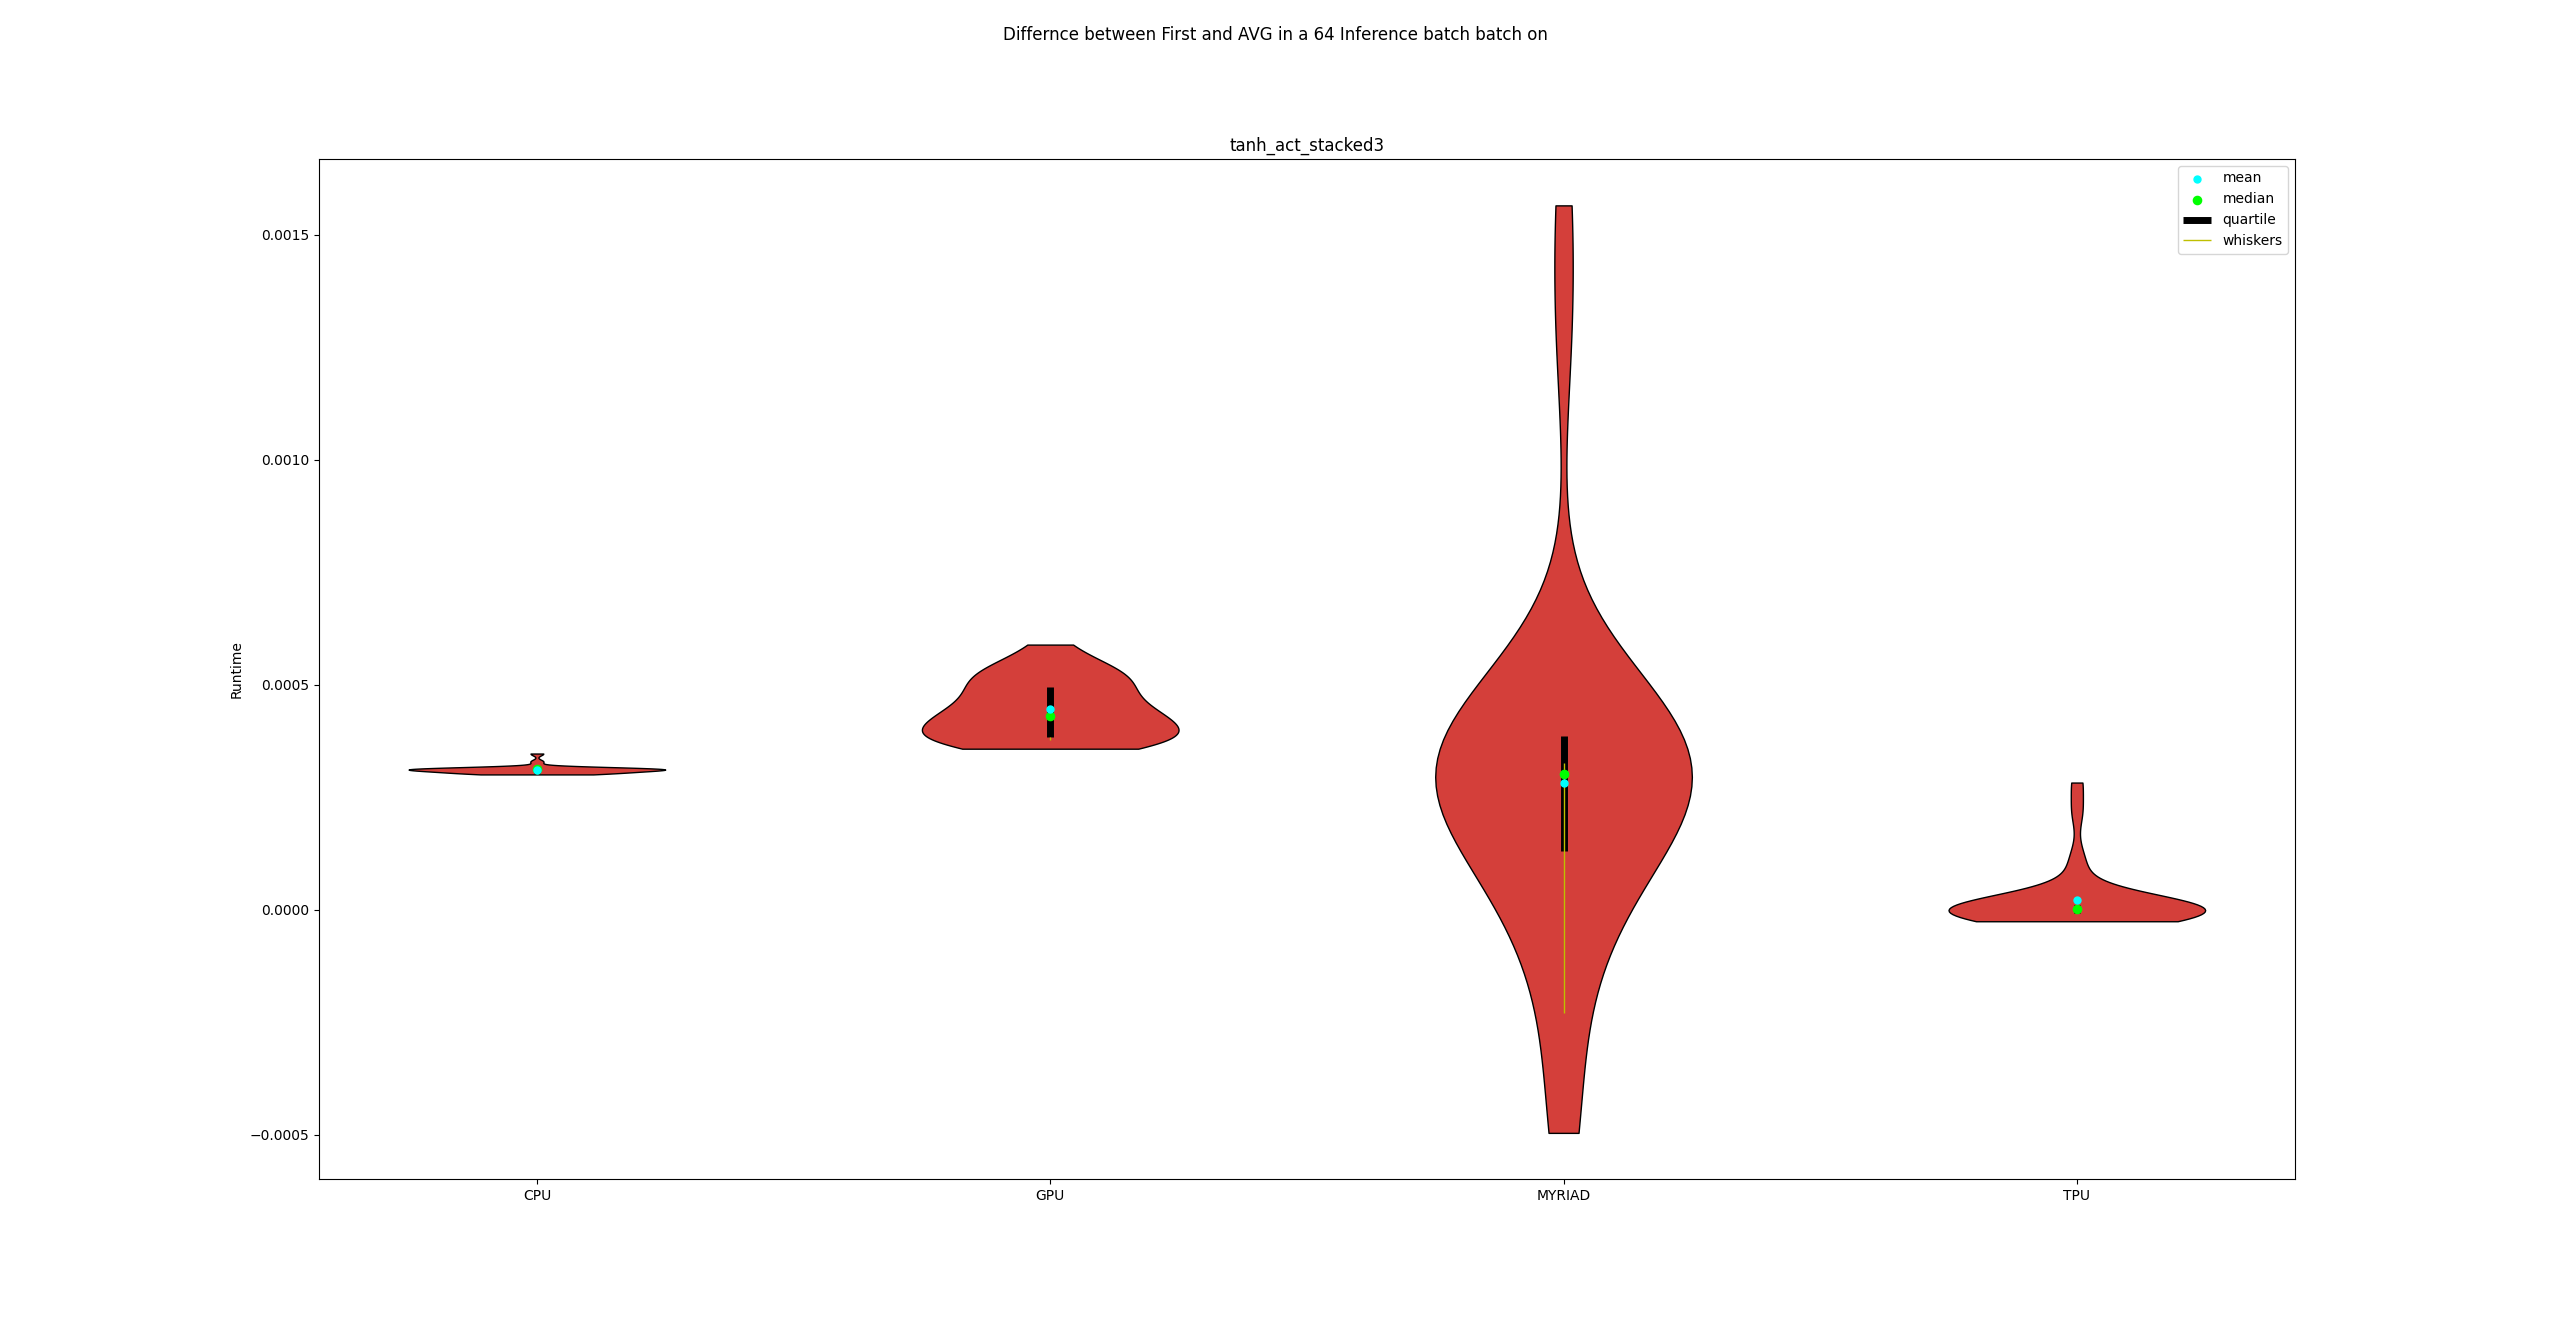 Differnce between First and AVG in a 64 Inference batch batch on
tanh_act_stacked3
mean
median
quartile
whiskers
0.0015
0.0010
0.0005
0.0000
−0.0005
Runtime
CPU
GPU
MYRIAD
TPU